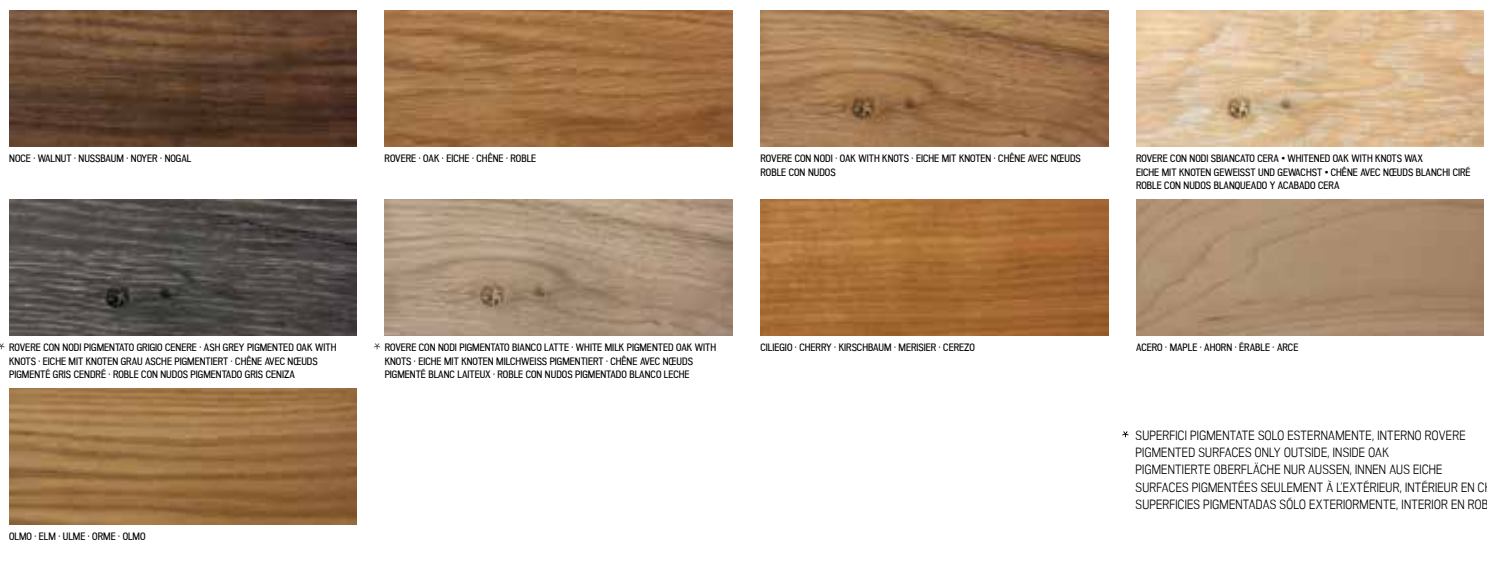 NOCE · WALNUT · NUSSBAUM · NOYER · NOGAL
ROVERE · OAK · EICHE · CHÊNE · ROBLE
ROVERE CON NODI · OAK WITH KNOTS · EICHE MIT KNOTEN · CHÊNE AVEC NŒUDS
ROBLE CON NUDOS
ROVERE CON NODI SBIANCATO CERA • WHITENED OAK WITH KNOTS WAX
EICHE MIT KNOTEN GEWEISST UND GEWACHST • CHÊNE AVEC NŒUDS BLANCHI CIRÉ
ROBLE CON NUDOS BLANQUEADO Y ACABADO CERA
* ROVERE CON NODI PIGMENTATO GRIGIO CENERE · ASH GREY PIGMENTED OAK WITH
KNOTS · EICHE MIT KNOTEN GRAU ASCHE PIGMENTIERT · CHÊNE AVEC NŒUDS
PIGMENTÉ GRIS CENDRÉ · ROBLE CON NUDOS PIGMENTADO GRIS CENIZA
* ROVERE CON NODI PIGMENTATO BIANCO LATTE · WHITE MILK PIGMENTED OAK WITH
KNOTS · EICHE MIT KNOTEN MILCHWEISS PIGMENTIERT · CHÊNE AVEC NŒUDS
PIGMENTÉ BLANC LAITEUX · ROBLE CON NUDOS PIGMENTADO BLANCO LECHE
CILIEGIO · CHERRY · KIRSCHBAUM · MERISIER · CEREZO
ACERO · MAPLE · AHORN · ÉRABLE · ARCE
OLMO · ELM · ULME · ORME · OLMO
* SUPERFICI PIGMENTATE SOLO ESTERNAMENTE, INTERNO ROVERE
PIGMENTED SURFACES ONLY OUTSIDE, INSIDE OAK
PIGMENTIERTE OBERFLÄCHE NUR AUSSEN, INNEN AUS EICHE
SURFACES PIGMENTÉES SEULEMENT À L'EXTÉRIEUR, INTÉRIEUR EN
SUPERFICIES PIGMENTADAS SÓLO EXTERIORMENTE, INTERIOR EN